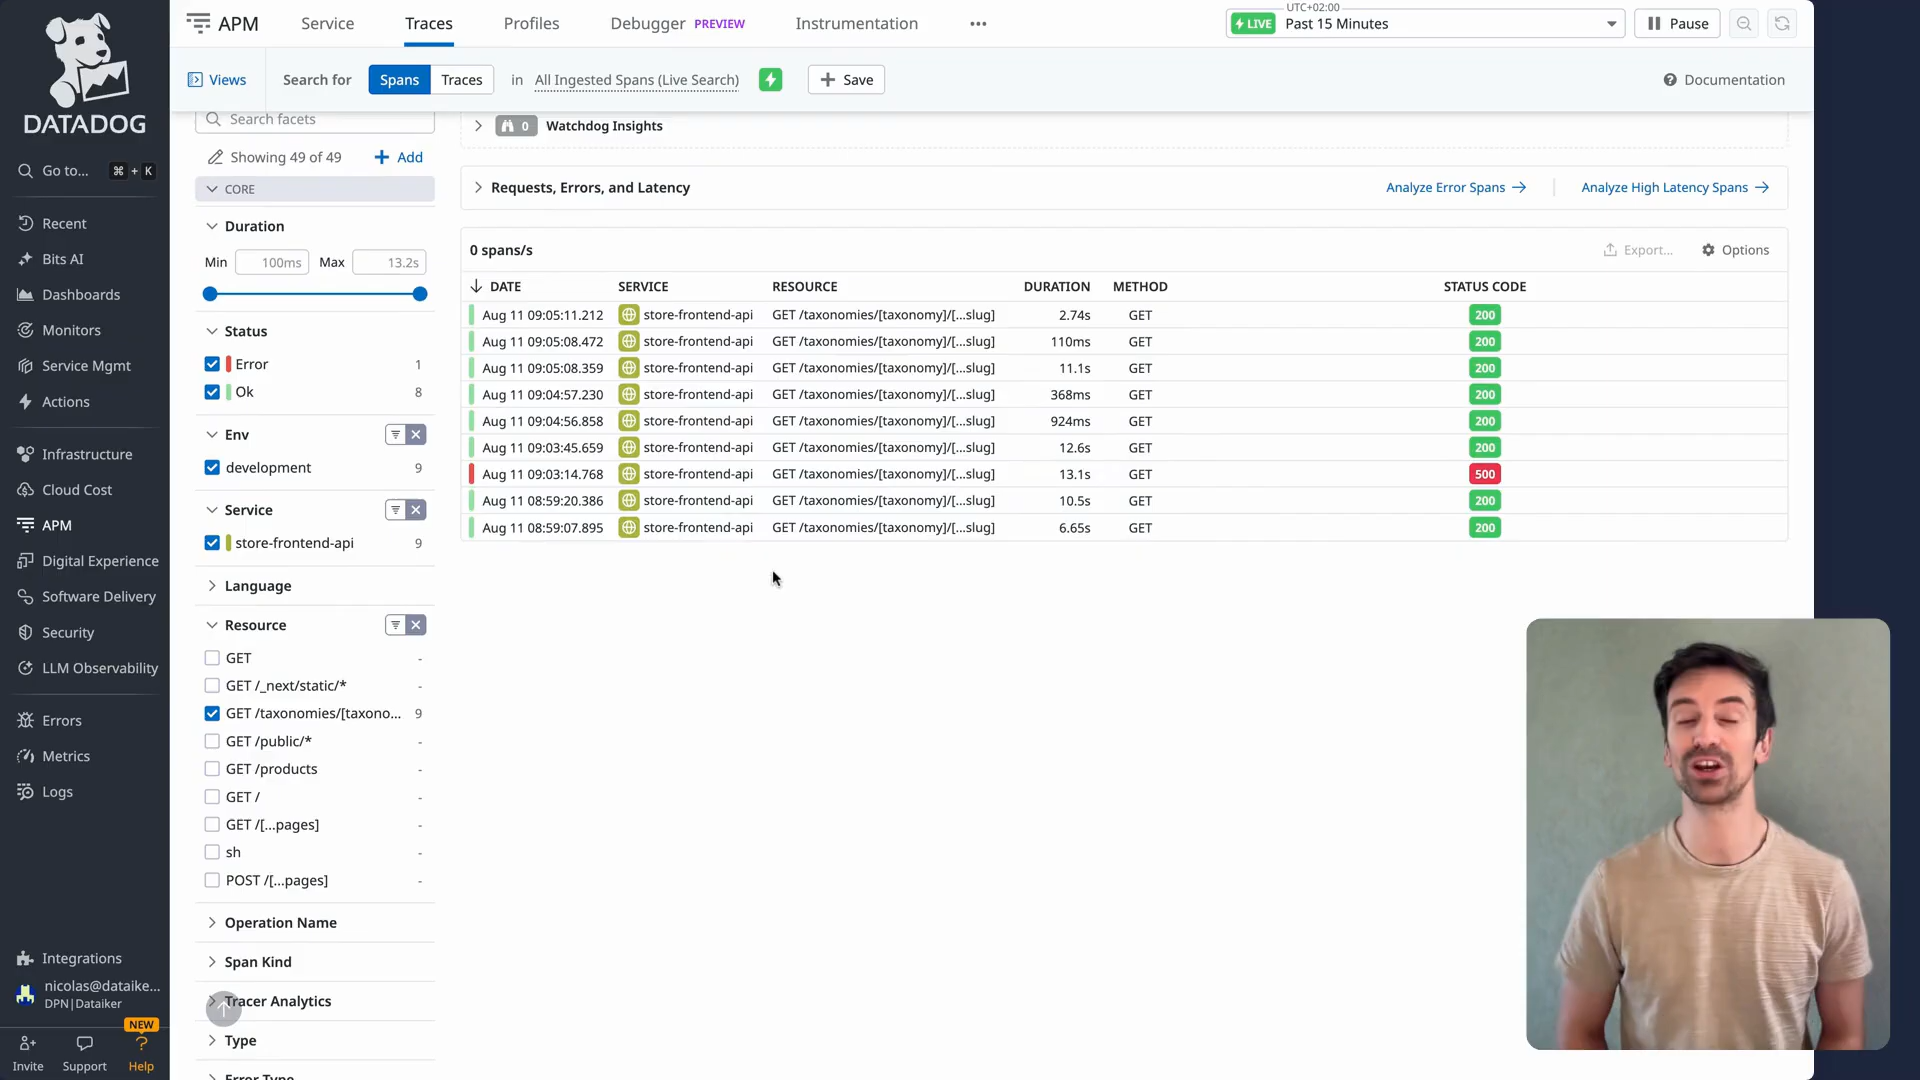 DATADOG
Go to... ⌘ + K
Recent
Bits AI
Dashboards
Monitors
Service Mgmt
Actions
Infrastructure
Cloud Cost
APM
Digital Experience
Software Delivery
Security
LLM Observability
Errors
Metrics
Logs
Integrations
nicolas@dataike...
DPN|Dataiker
NEW
Invite Support Help
APM Service Traces Profiles Debugger PREVIEW Instrumentation
UTC+02:00
LIVE Past 15 Minutes Pause
Views Search for Spans Traces in All Ingested Spans (Live Search) Save Documentation
Search facets
Showing 49 of 49 Add
CORE
Duration
Min 100ms Max 13.2s
Status
Error 1
Ok 8
Env
development 9
Service
store-frontend-api 9
Language
Resource
GET -
GET /_next/static/* -
GET /taxonomies/[taxono... 9
GET /public/* -
GET /products -
GET / -
GET /[...pages] -
sh -
POST /[...pages] -
Operation Name
Span Kind
Tracer Analytics
Type
Error Type
0 Watchdog Insights
Requests, Errors, and Latency Analyze Error Spans → Analyze High Latency Spans →
0 spans/s Export... Options
DATE SERVICE RESOURCE DURATION METHOD STATUS CODE
Aug 11 09:05:11.212 store-frontend-api GET /taxonomies/[taxonomy]/[...slug] 2.74s GET 200
Aug 11 09:05:08.472 store-frontend-api GET /taxonomies/[taxonomy]/[...slug] 110ms GET 200
Aug 11 09:05:08.359 store-frontend-api GET /taxonomies/[taxonomy]/[...slug] 11.1s GET 200
Aug 11 09:04:57.230 store-frontend-api GET /taxonomies/[taxonomy]/[...slug] 368ms GET 200
Aug 11 09:04:56.858 store-frontend-api GET /taxonomies/[taxonomy]/[...slug] 924ms GET 200
Aug 11 09:03:45.659 store-frontend-api GET /taxonomies/[taxonomy]/[...slug] 12.6s GET 200
Aug 11 09:03:14.768 store-frontend-api GET /taxonomies/[taxonomy]/[...slug] 13.1s GET 500
Aug 11 08:59:20.386 store-frontend-api GET /taxonomies/[taxonomy]/[...slug] 10.5s GET 200
Aug 11 08:59:07.895 store-frontend-api GET /taxonomies/[taxonomy]/[...slug] 6.65s GET 200